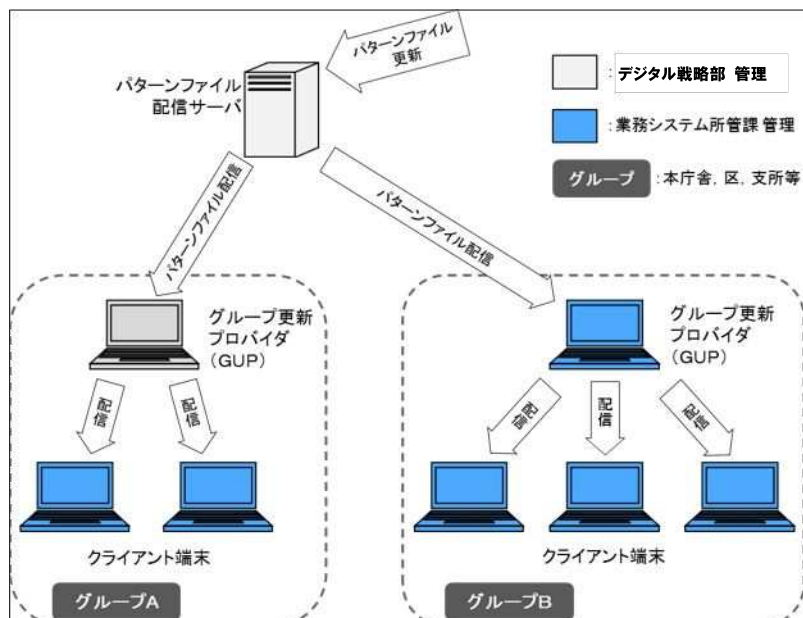 パターンファイル
更新
パターンファイル
配信サーバ
：デジタル戦略部 管理
：業務システム所管課 管理
グループ
：本庁舎，区，支所等
パターンファイル配信
パターンファイル配信
グループ更新
プロバイダ
（GUP）
グループ更新
プロバイダ
（GUP）
配信
配信
配信
配信
配信
クライアント端末
クライアント端末
グループA
グループB